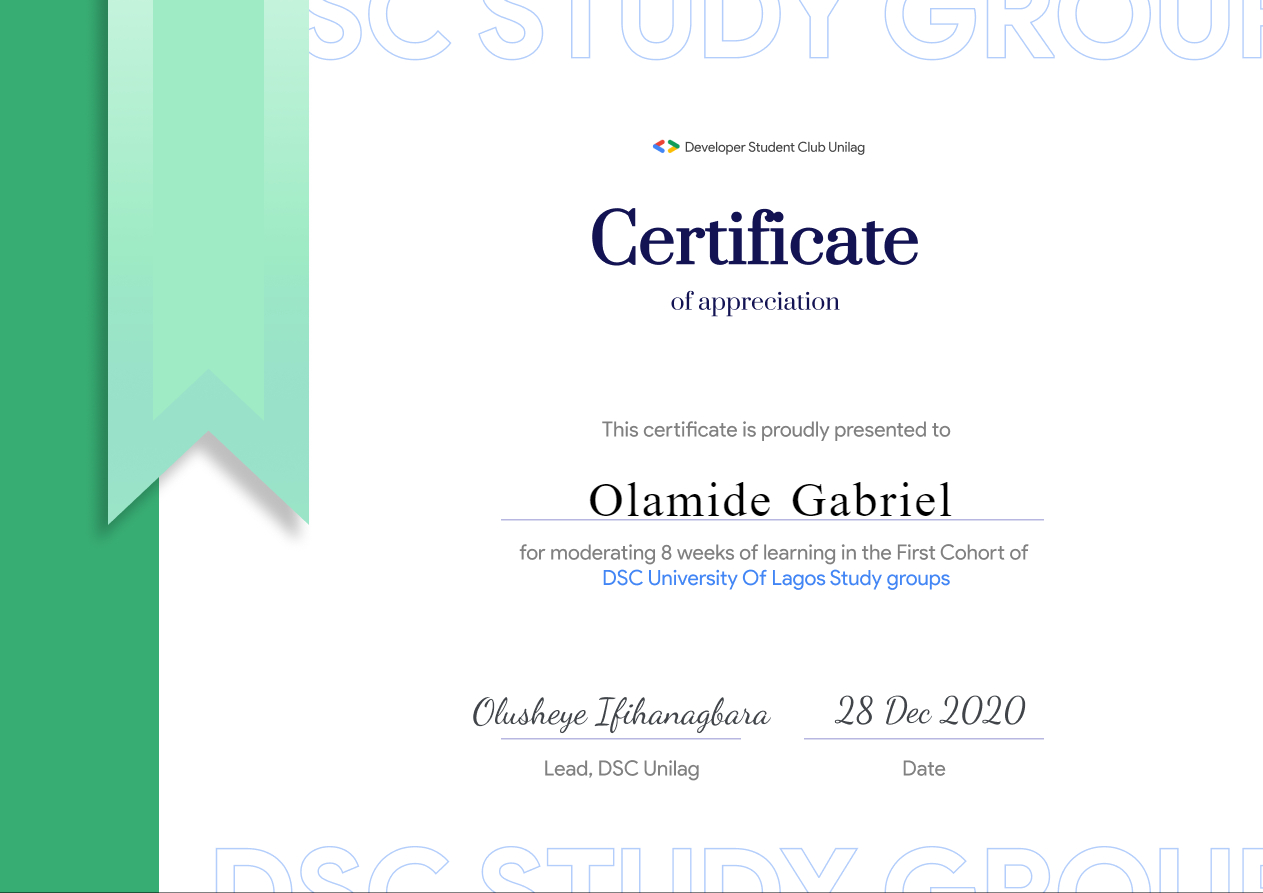 DSC STUDY GROUP
Developer Student Club Unilag
Certificate
of appreciation
This certificate is proudly presented to
Olamide Gabriel
for moderating 8 weeks of learning in the First Cohort of
DSC University Of Lagos Study groups
Olusheye Ifihanagbara 28 Dec 2020
Lead, DSC Unilag Date
DSC STUDY GROUP